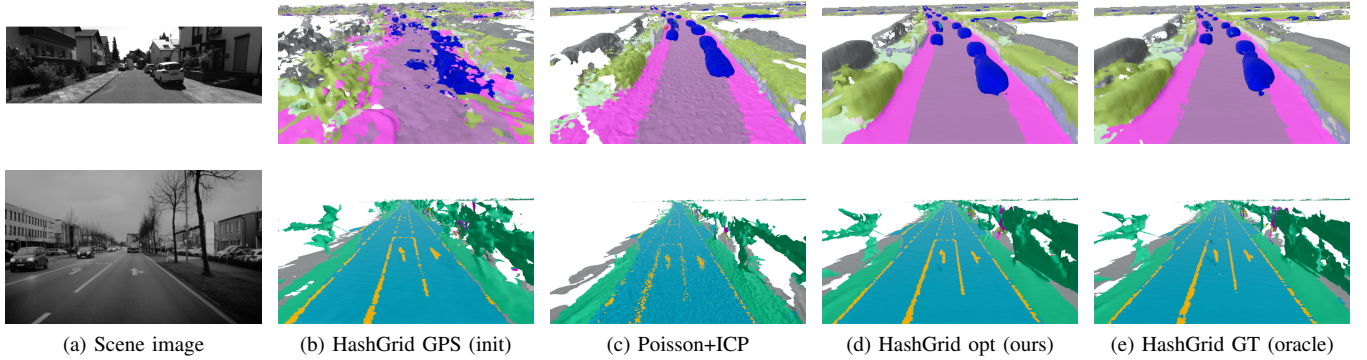 (a) Scene image
(b) HashGrid GPS (init)
(c) Poisson+ICP
(d) HashGrid opt (ours)
(e) HashGrid GT (oracle)